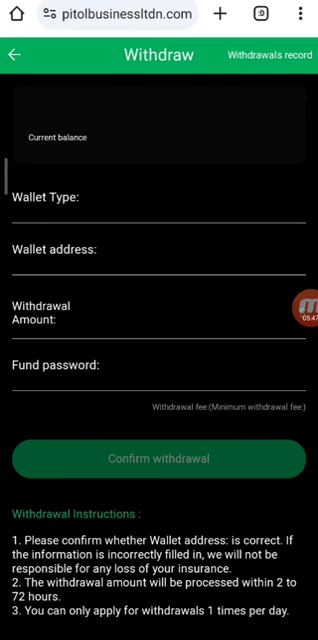 pitolbusinessltdn.com
:D
Withdraw
Withdrawals record
Current balance
Wallet Type:
Wallet address:
Withdrawal
Amount:
05:47
Fund password:
Withdrawal fee:(Minimum withdrawal fee:)
Confirm withdrawal
Withdrawal Instructions :
1. Please confirm whether Wallet address: is correct. If
the information is incorrectly filled in, we will not be
responsible for any loss of your insurance.
2. The withdrawal amount will be processed within 2 to
72 hours.
3. You can only apply for withdrawals 1 times per day.